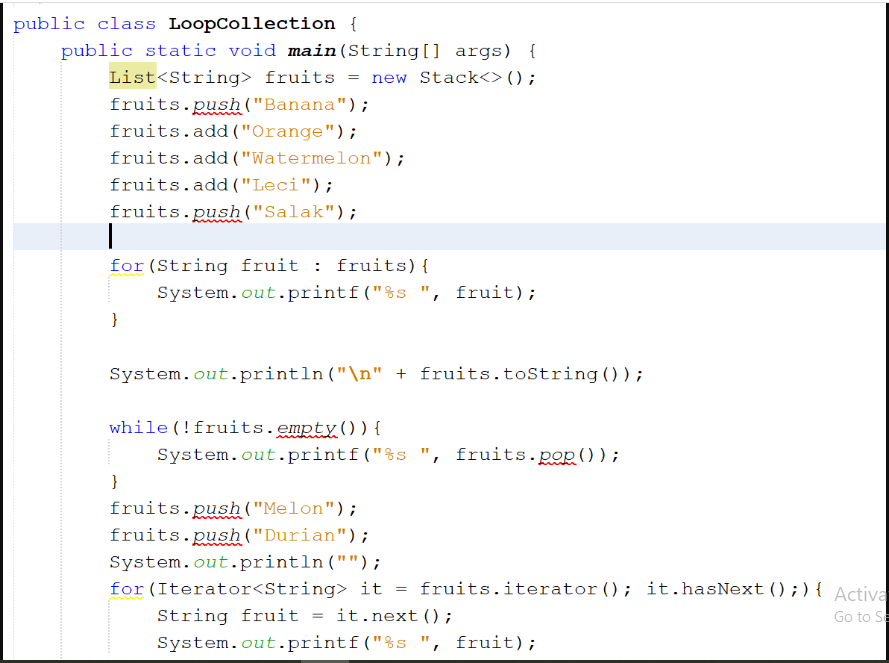 public class LoopCollection {
public static void main(String[] args) {
List<String> fruits = new Stack<>();
fruits.push("Banana");
fruits.add("Orange");
fruits.add("Watermelon");
fruits.add("Leci");
fruits.push("Salak");
for(String fruit : fruits){
System.out.printf("%s ", fruit);
}
System.out.println("\n" + fruits.toString());
while(!fruits.empty()){
System.out.printf("%s ", fruits.pop());
}
fruits.push("Melon");
fruits.push("Durian");
System.out.println("");
for(Iterator<String> it = fruits.iterator(); it.hasNext();){
String fruit = it.next();
System.out.printf("%s ", fruit);
Activa
Go to Se